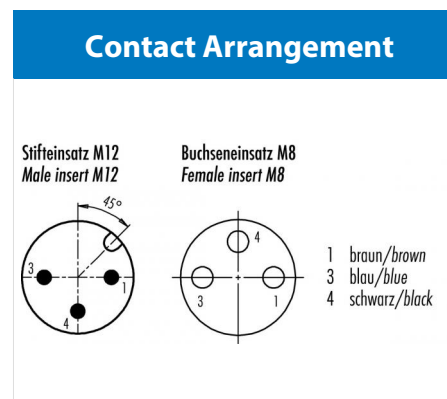 Contact Arrangement
Stifteinsatz M12
Male insert M12
Buchseneinsatz M8
Female insert M8
45°
3
1
4
4
3
1
1 braun/brown
3 blau/blue
4 schwarz/black